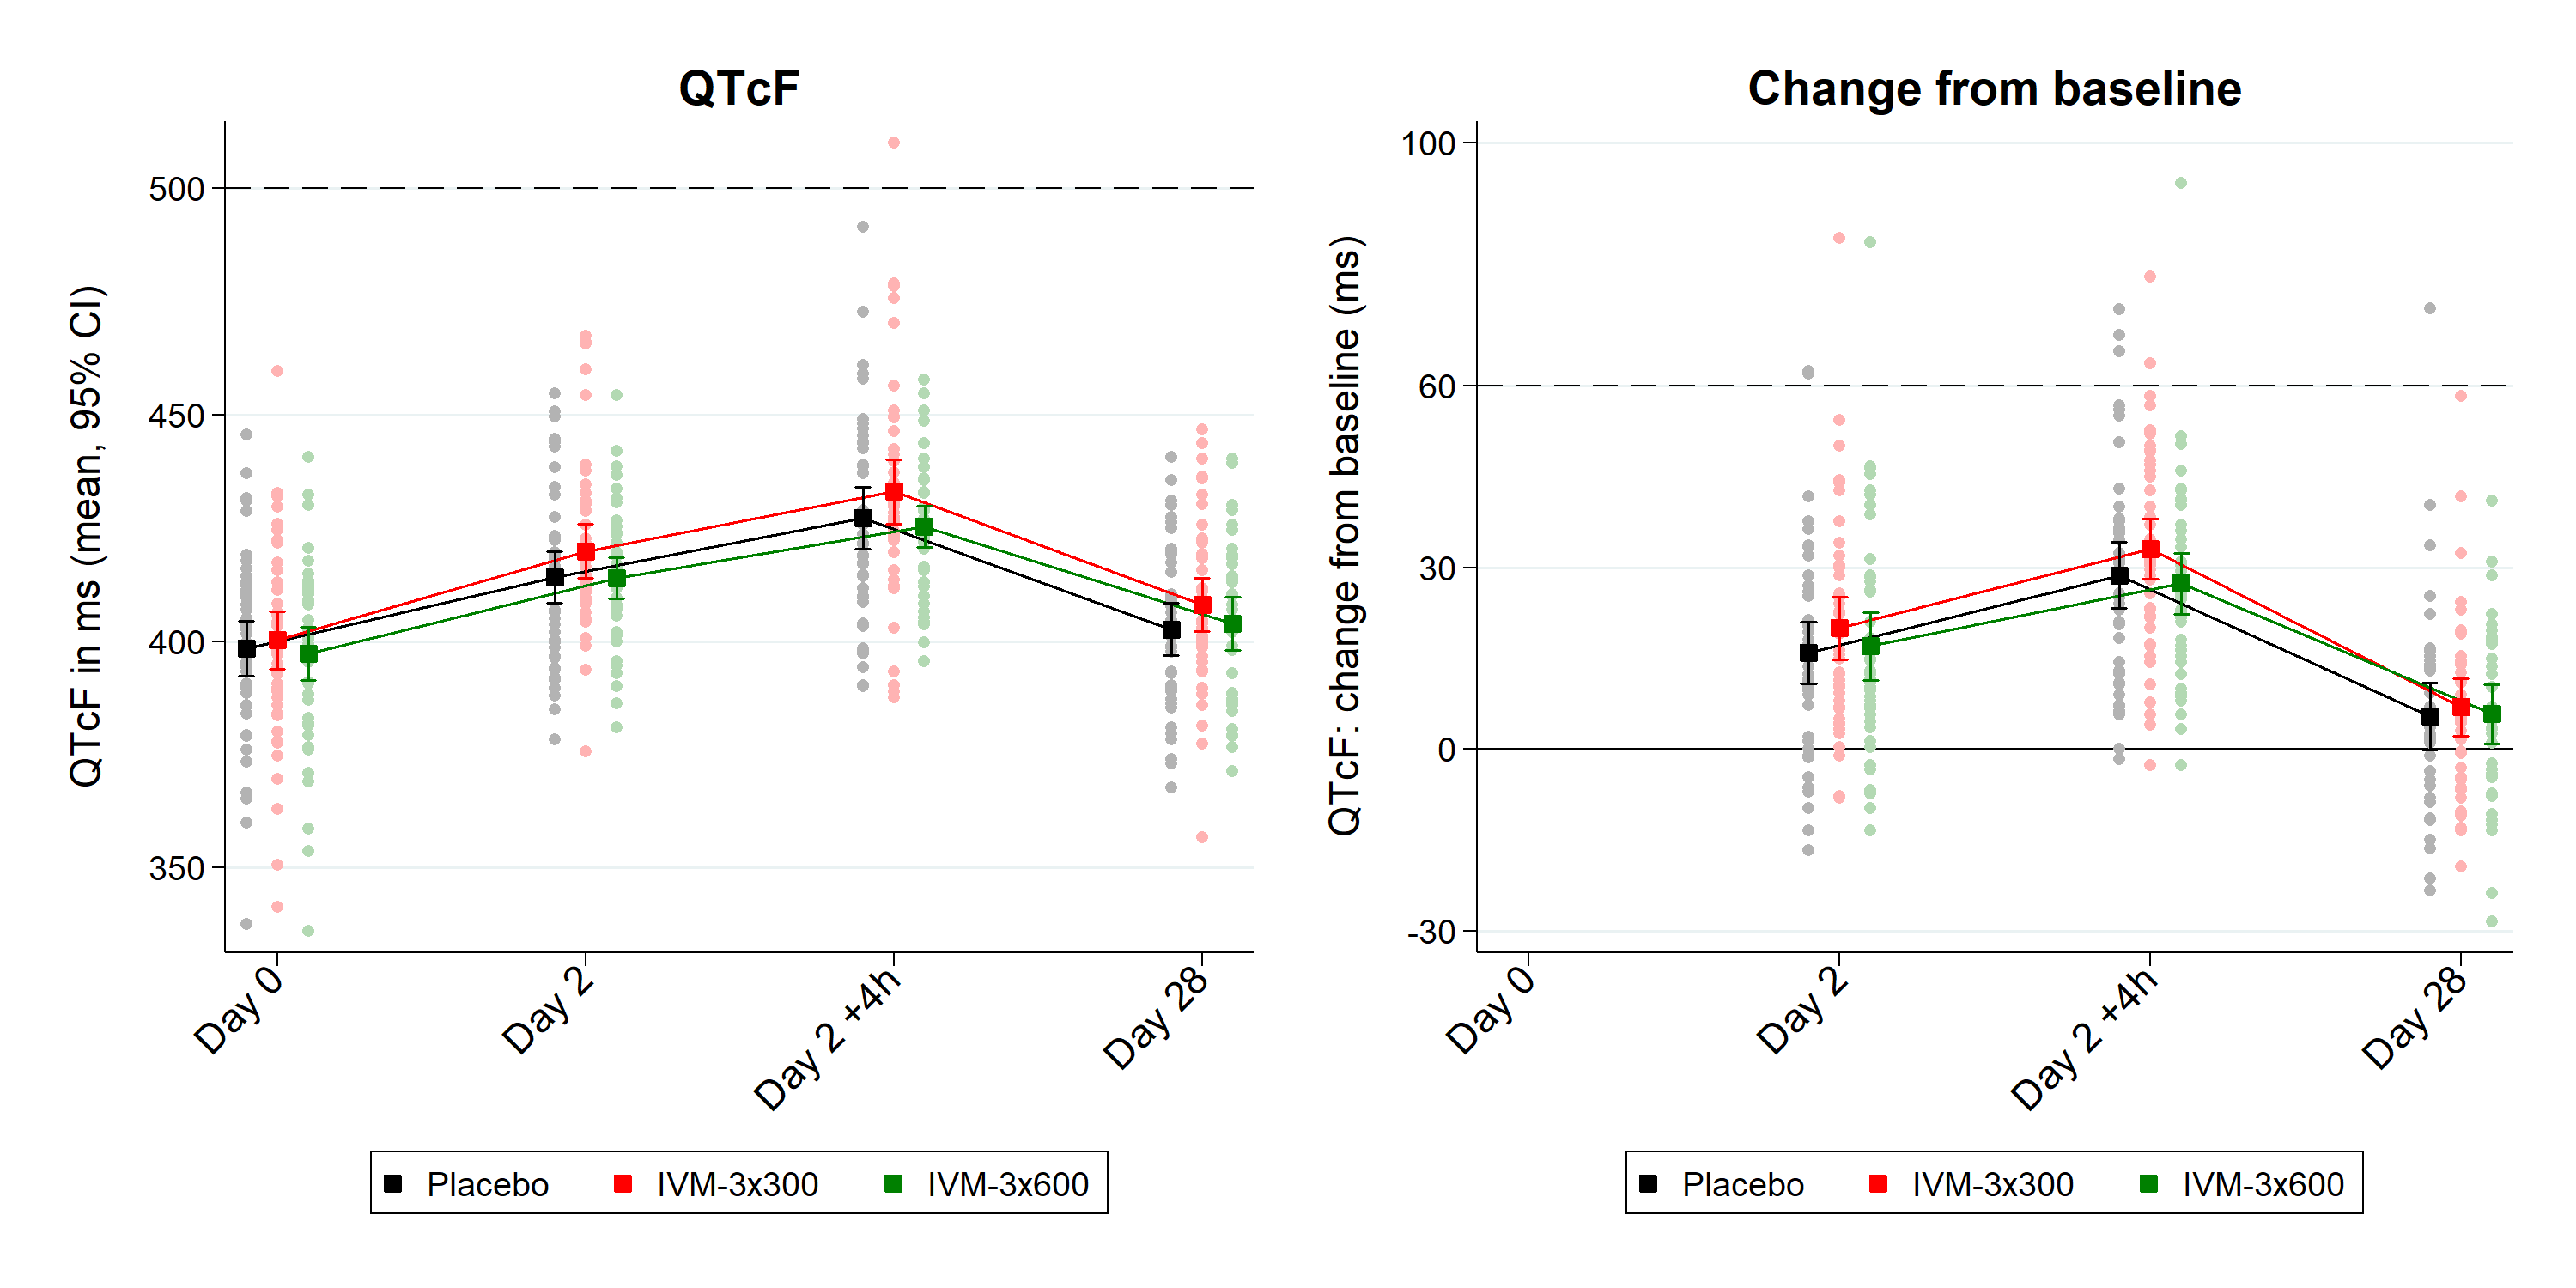 QTcF
QTcF in ms (mean, 95% CI)
500
450
400
350
Day 0
Day 2
Day 2 +4h
Day 28
Placebo IVM-3x300 IVM-3x600
Change from baseline
QTcF: change from baseline (ms)
100
60
30
0
-30
Day 0
Day 2
Day 2 +4h
Day 28
Placebo IVM-3x300 IVM-3x600